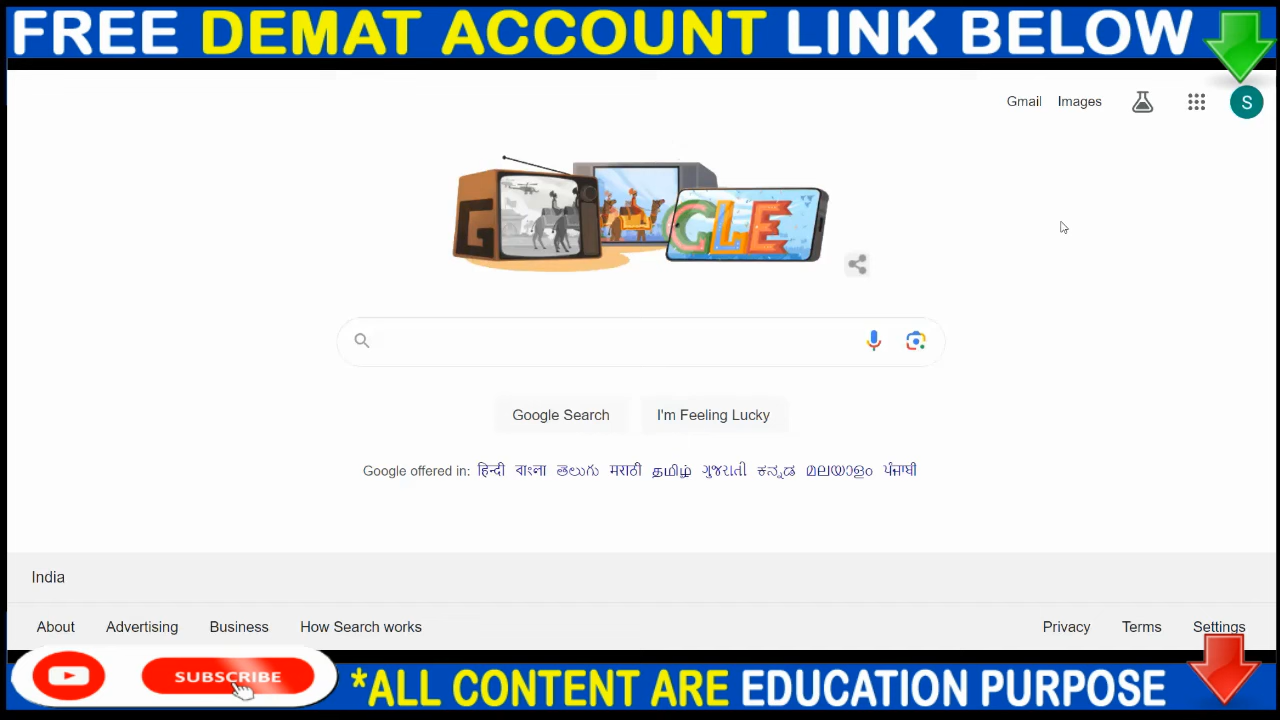 FREE DEMAT ACCOUNT LINK BELOW
Gmail Images S
G GLE
Google Search I'm Feeling Lucky
Google offered in: हिन्दी বাংলা తెలుగు मराठी தமிழ் ગુજરાતી ಕನ್ನಡ മലയാളം ਪੰਜਾਬੀ
India
About Advertising Business How Search works Privacy Terms Settings
SUBSCRIBE
*ALL CONTENT ARE EDUCATION PURPOSE